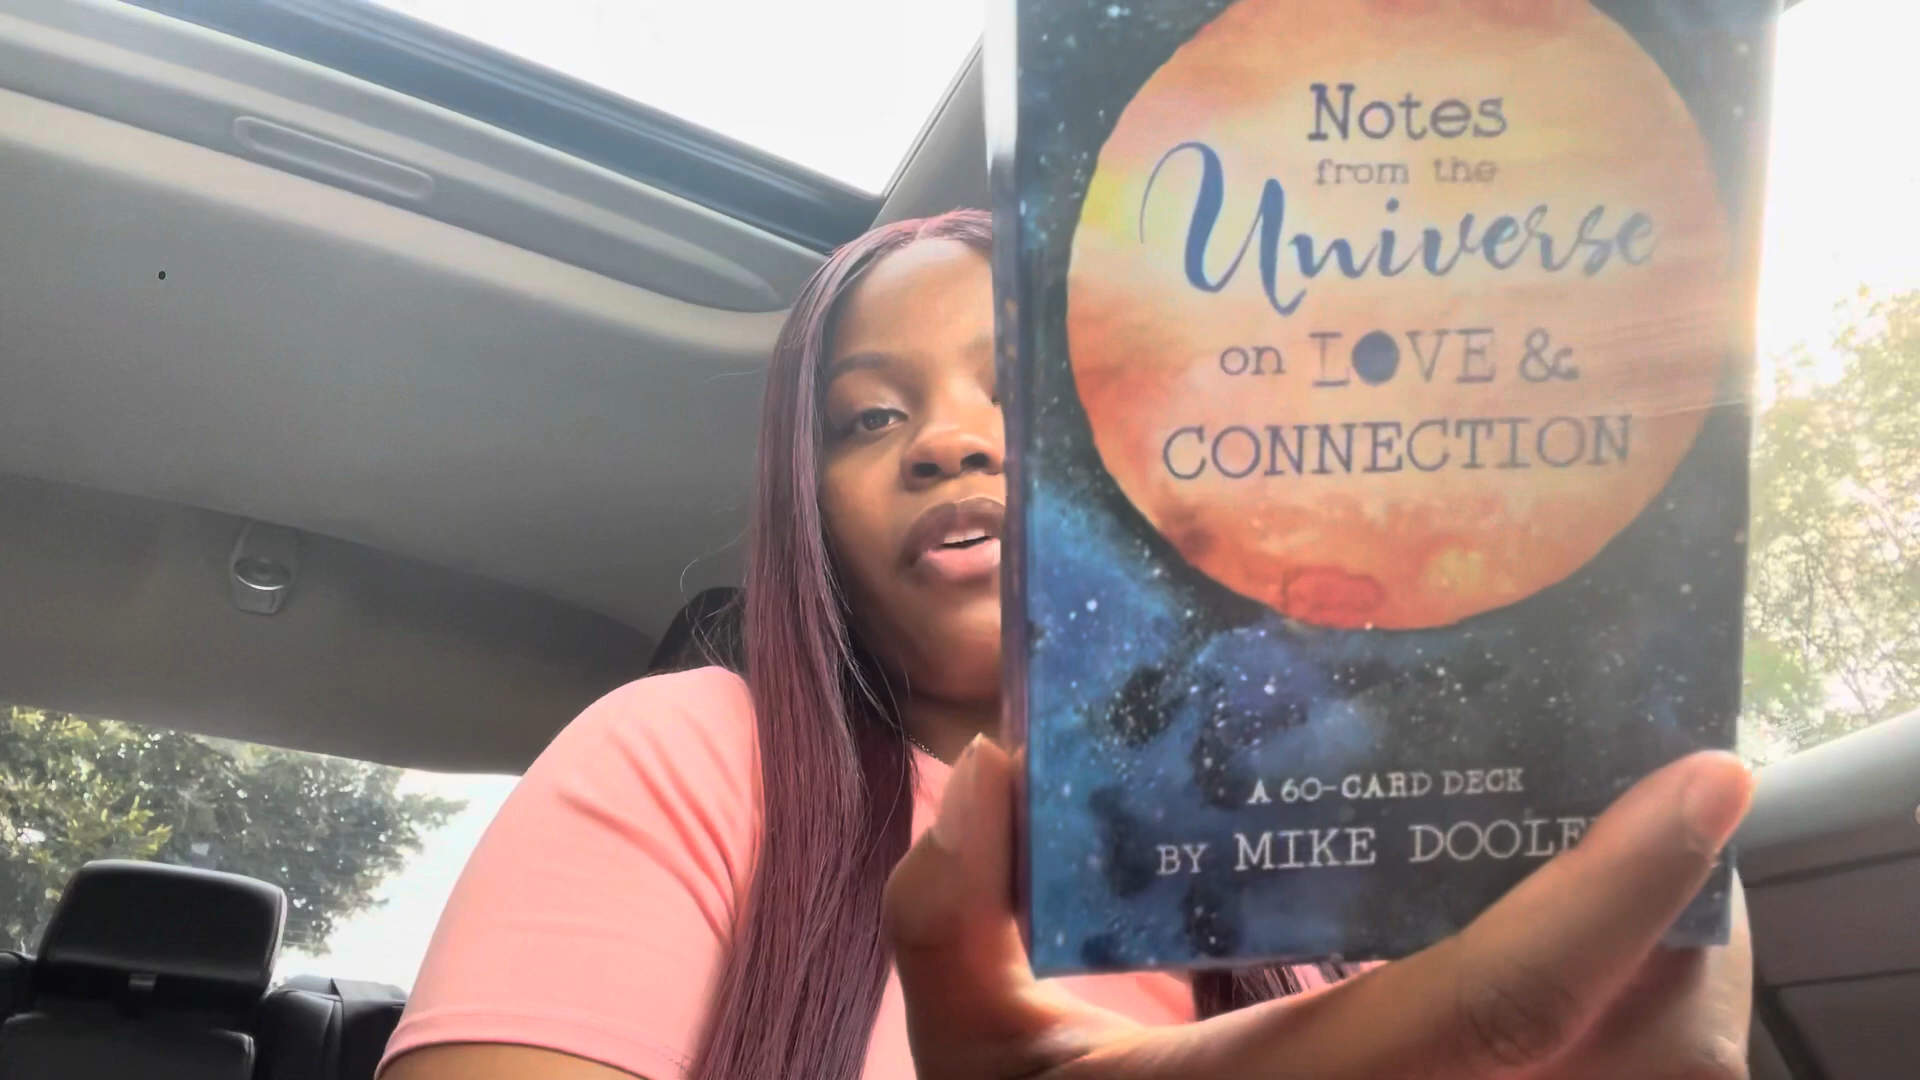 Notes
from the
Universe
on LOVE &
CONNECTION
A 60-CARD DECK
BY MIKE